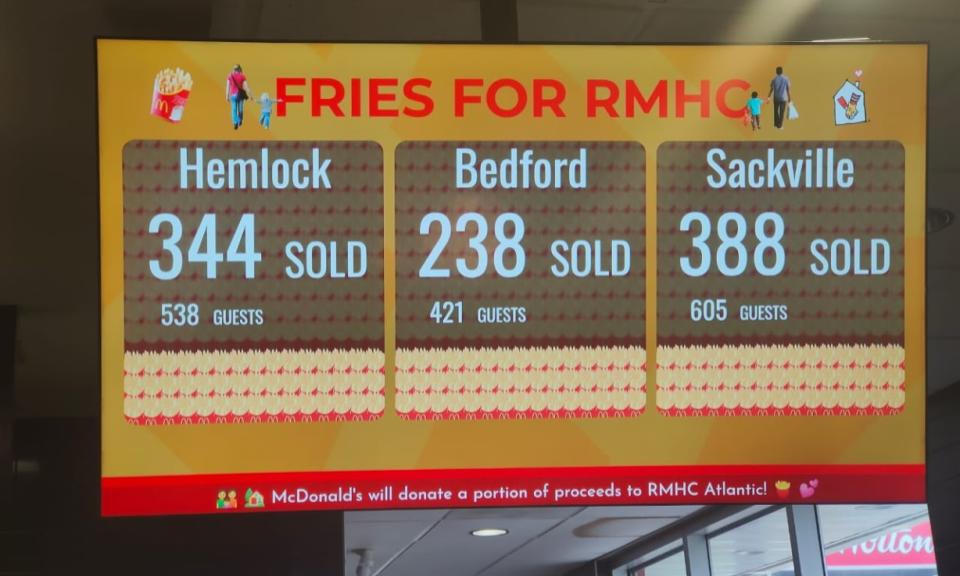 FRIES FOR RMHC
Hemlock
344 SOLD
538 GUESTS
Bedford
238 SOLD
421 GUESTS
Sackville
388 SOLD
605 GUESTS
McDonald's will donate a portion of proceeds to RMHC Atlantic!